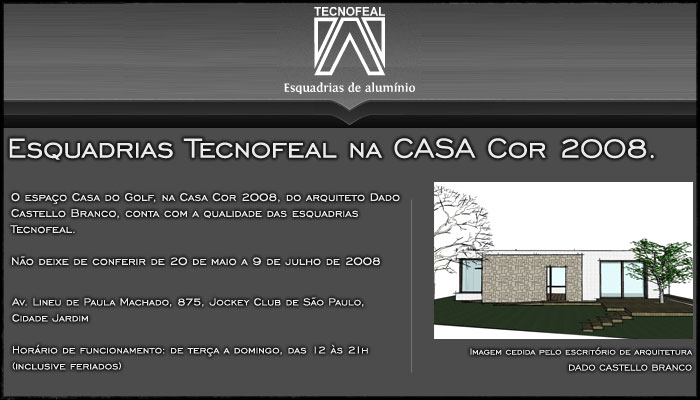 TECNOFEAL
Esquadrias de alumínio
Esquadrias Tecnofeal na CASA Cor 2008.
O espaço Casa do Golf, na Casa Cor 2008, do arquiteto Dado
Castello Branco, conta com a qualidade das esquadrias
Tecnofeal.
Não deixe de conferir de 20 de maio a 9 de julho de 2008
Av. Lineu de Paula Machado, 875, Jockey Club de São Paulo,
Cidade Jardim
Horário de funcionamento: de terça a domingo, das 12 às 21h
(inclusive feriados)
Imagem cedida pelo escritório de arquitetura
DADO CASTELLO BRANCO